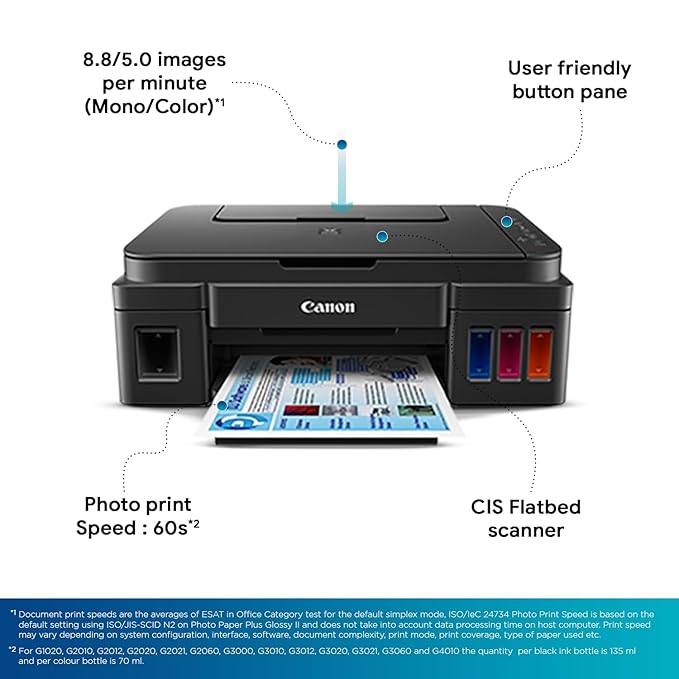 8.8/5.0 images
per minute
(Mono/Color)*1
User friendly
button pane
Canon
Photo print
Speed : 60s*2
CIS Flatbed
scanner
*1 Document print speeds are the averages of ESAT in Office Category test for the default simplex mode, ISO/IeC 24734 Photo Print Speed is based on the
default setting using ISO/JIS-SCID N2 on Photo Paper Plus Glossy II and does not take into account data processing time on host computer. Print speed
may vary depending on system configuration, interface, software, document complexity, print mode, print coverage, type of paper used etc.
*2 For G1020, G2010, G2012, G2020, G2021, G2060, G3000, G3010, G3012, G3020, G3021, G3060 and G4010 the quantity per black ink bottle is 135 ml
and per colour bottle is 70 ml.